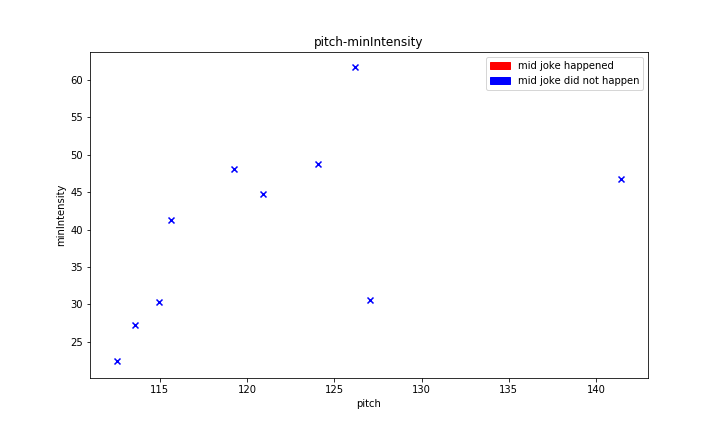 pitch-minIntensity
mid joke happened
mid joke did not happen
60
55
50
45
40
35
30
25
minIntensity
115 120 125 130 135 140
pitch